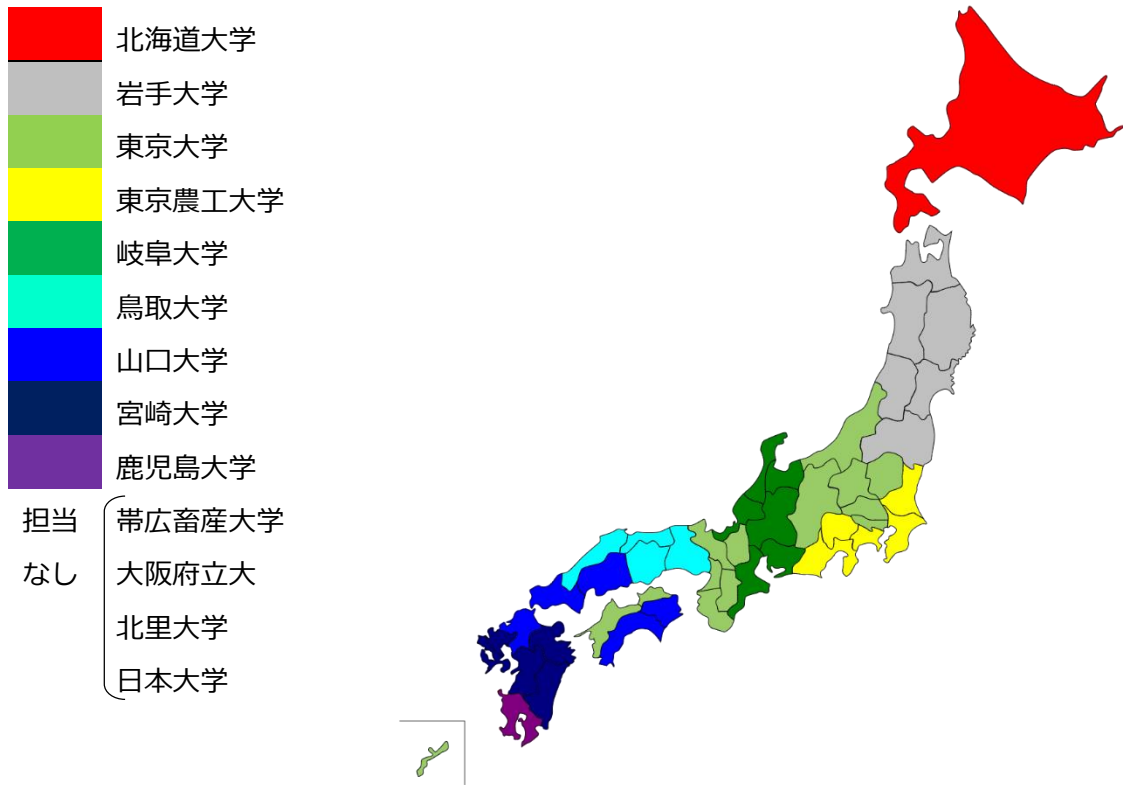 北海道大学
岩手大学
東京大学
東京農工大学
岐阜大学
鳥取大学
山口大学
宮崎大学
鹿児島大学
担当 帯広畜産大学
なし 大阪府立大
北里大学
日本大学